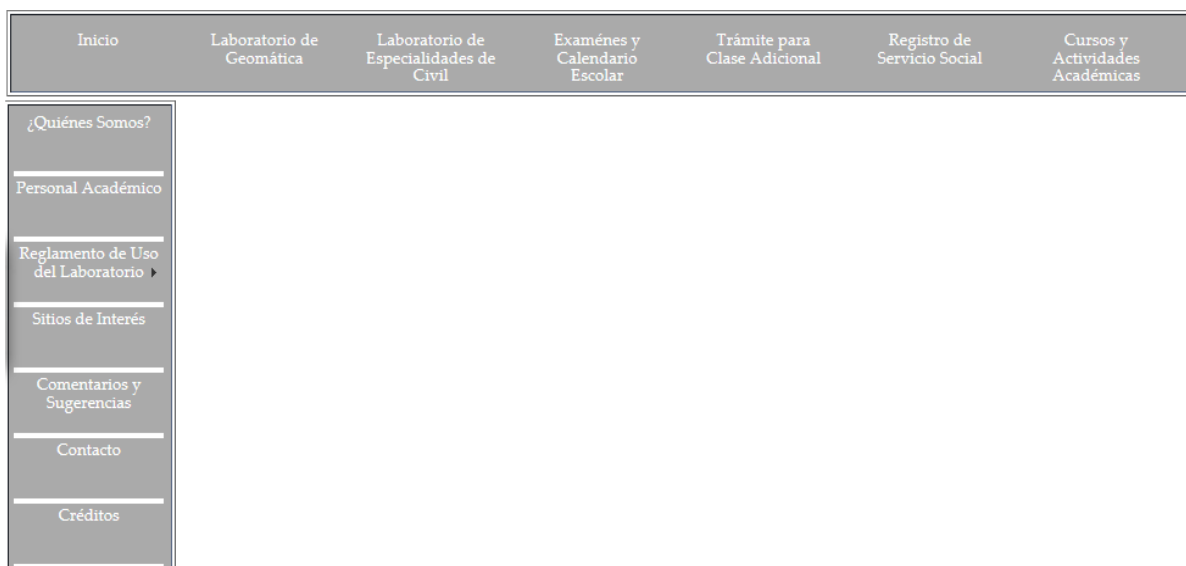 Inicio
Laboratorio de
Geomática
Laboratorio de
Especialidades de
Civil
Examénes y
Calendario
Escolar
Trámite para
Clase Adicional
Registro de
Servicio Social
Cursos y
Actividades
Académicas
¿Quiénes Somos?
Personal Académico
Reglamento de Uso
del Laboratorio
Sitios de Interés
Comentarios y
Sugerencias
Contacto
Créditos